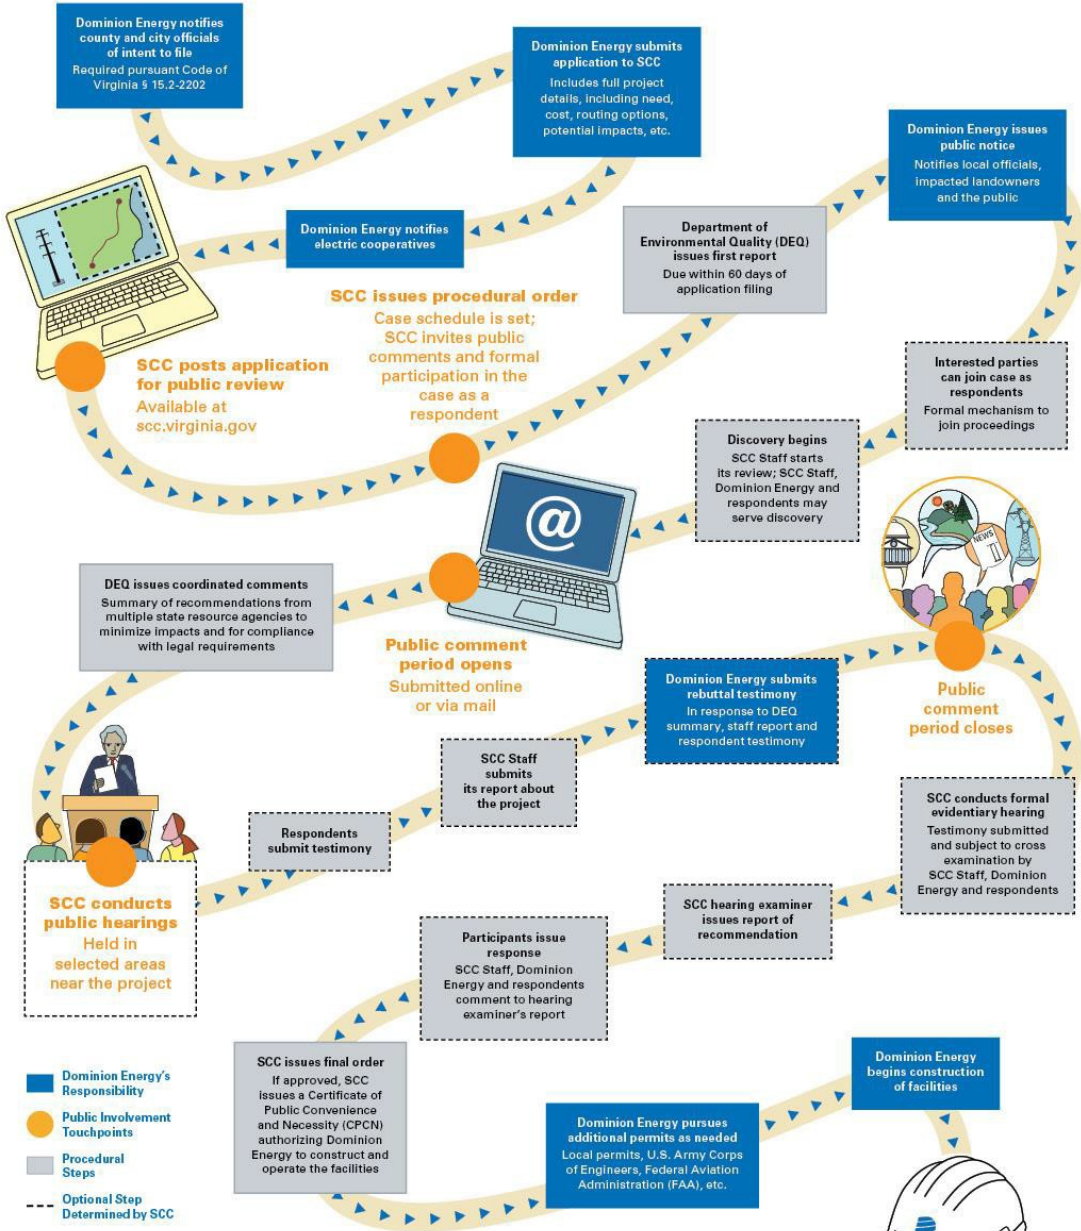 Dominion Energy notifies
county and city officials
of intent to file
Required pursuant Code of
Virginia § 15.2-2202
Dominion Energy submits
application to SCC
Includes full project
details, including need,
cost, routing options,
potential impacts, etc.
Dominion Energy notifies
electric cooperatives
SCC posts application
for public review
Available at
scc.virginia.gov
SCC issues procedural order
Case schedule is set;
SCC invites public
comments and formal
participation in the
case as a
respondent
Department of
Environmental Quality (DEQ)
issues first report
Due within 60 days of
application filing
Dominion Energy issues
public notice
Notifies local officials,
impacted landowners
and the public
Interested parties
can join case as
respondents
Formal mechanism to
join proceedings
Discovery begins
SCC Staff starts
its review; SCC Staff,
Dominion Energy and
respondents may
serve discovery
@
Public comment
period opens
Submitted online
or via mail
DEQ issues coordinated comments
Summary of recommendations from
multiple state resource agencies to
minimize impacts and for compliance
with legal requirements
SCC conducts
public hearings
Held in
selected areas
near the project
Respondents
submit testimony
SCC Staff
submits
its report about
the project
Dominion Energy submits
rebuttal testimony
In response to DEQ
summary, staff report and
respondent testimony
NEWS
Public
comment
period closes
SCC conducts formal
evidentiary hearing
Testimony submitted
and subject to cross
examination by
SCC Staff, Dominion
Energy and respondents
SCC hearing examiner
issues report of
recommendation
Participants issue
response
SCC Staff, Dominion
Energy and respondents
comment to hearing
examiner's report
SCC issues final order
If approved, SCC
issues a Certificate of
Public Convenience
and Necessity (CPCN)
authorizing Dominion
Energy to construct and
operate the facilities
Dominion Energy pursues
additional permits as needed
Local permits, U.S. Army Corps
of Engineers, Federal Aviation
Administration (FAA), etc.
Dominion Energy
begins construction
of facilities
Dominion Energy's
Responsibility
Public Involvement
Touchpoints
Procedural
Steps
Optional Step
Determined by SCC